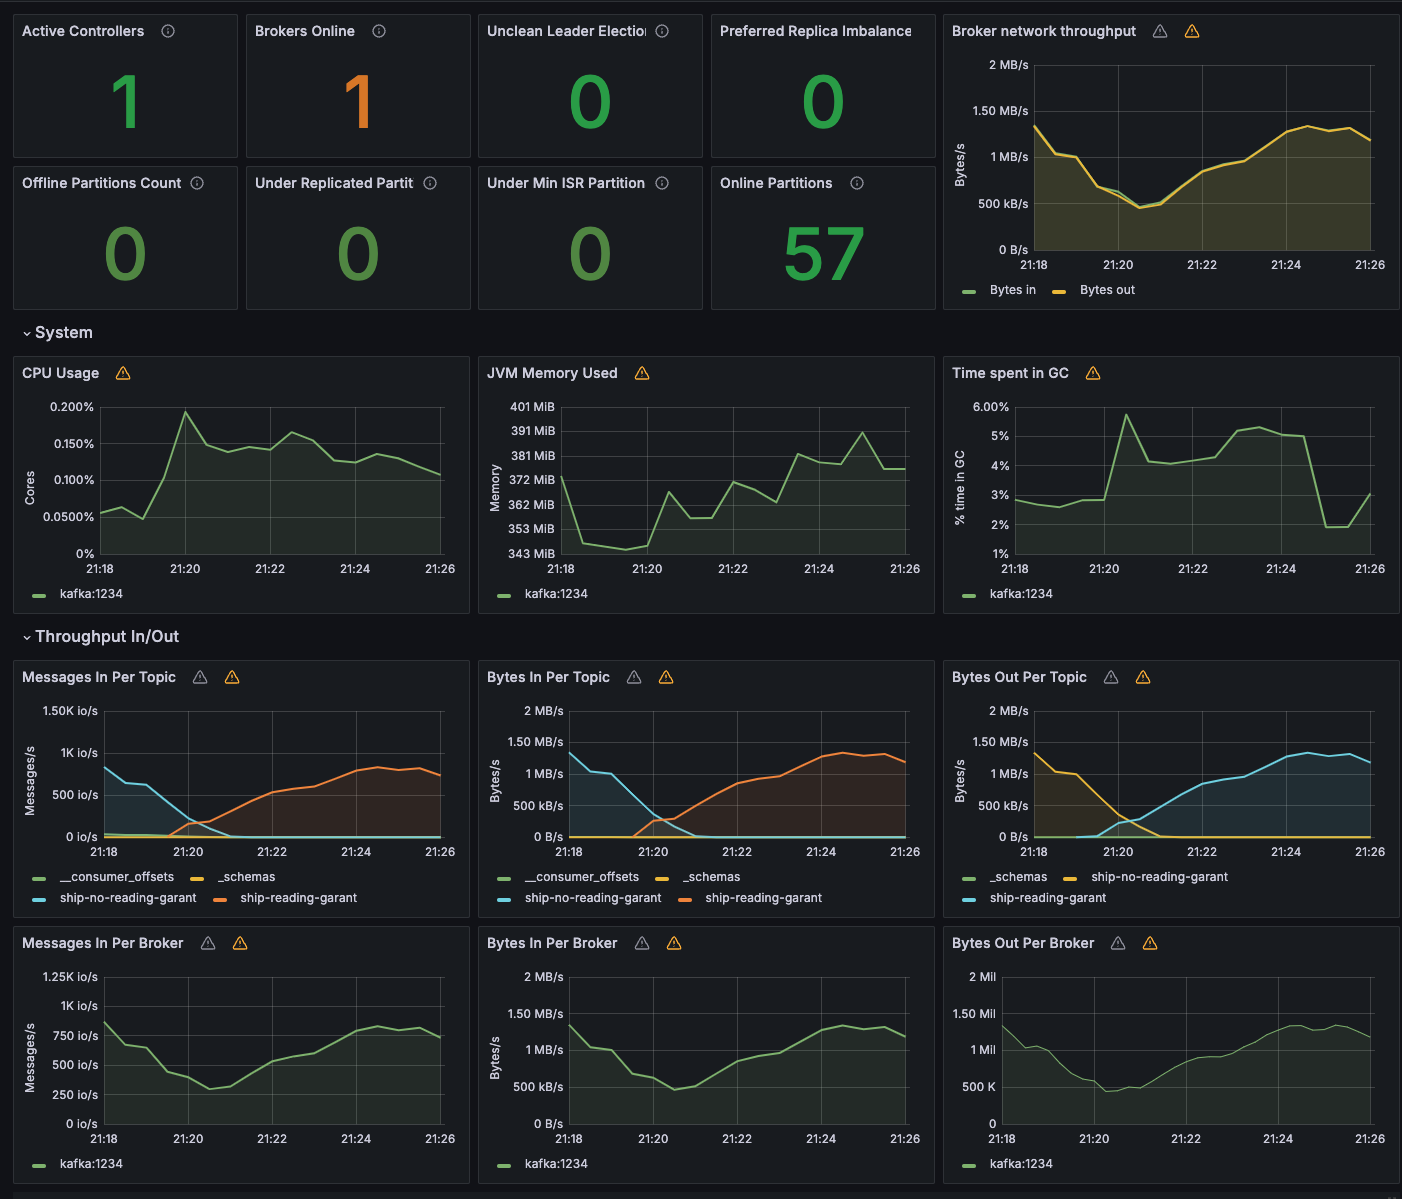 Active Controllers
1
Brokers Online
1
Unclean Leader Electio
0
Preferred Replica Imbalance
0
Broker network throughput
2 MB/s
1.50 MB/s
1 MB/s
500 kB/s
0 B/s
Bytes/s
21:18 21:20 21:22 21:24 21:26
Bytes in Bytes out
Offline Partitions Count
0
Under Replicated Partit
0
Under Min ISR Partition
0
Online Partitions
57
System
CPU Usage
0.200%
0.150%
0.100%
0.0500%
0%
Cores
21:18 21:20 21:22 21:24 21:26
kafka:1234
JVM Memory Used
401 MiB
391 MiB
381 MiB
372 MiB
362 MiB
353 MiB
343 MiB
Memory
21:18 21:20 21:22 21:24 21:26
kafka:1234
Time spent in GC
6.00%
5%
4%
3%
2%
1%
% time in GC
21:18 21:20 21:22 21:24 21:26
kafka:1234
Throughput In/Out
Messages In Per Topic
1.50K io/s
1K io/s
500 io/s
0 io/s
Messages/s
21:18 21:20 21:22 21:24 21:26
__consumer_offsets _schemas
ship-no-reading-garant ship-reading-garant
Bytes In Per Topic
2 MB/s
1.50 MB/s
1 MB/s
500 kB/s
0 B/s
Bytes/s
21:18 21:20 21:22 21:24 21:26
__consumer_offsets _schemas
ship-no-reading-garant ship-reading-garant
Bytes Out Per Topic
2 MB/s
1.50 MB/s
1 MB/s
500 kB/s
0 B/s
Bytes/s
21:18 21:20 21:22 21:24 21:26
_schemas ship-no-reading-garant
ship-reading-garant
Messages In Per Broker
1.25K io/s
1K io/s
750 io/s
500 io/s
250 io/s
0 io/s
Messages/s
21:18 21:20 21:22 21:24 21:26
kafka:1234
Bytes In Per Broker
2 MB/s
1.50 MB/s
1 MB/s
500 kB/s
0 B/s
Bytes/s
21:18 21:20 21:22 21:24 21:26
kafka:1234
Bytes Out Per Broker
2 Mil
1.50 Mil
1 Mil
500 K
0
21:18 21:20 21:22 21:24 21:26
kafka:1234